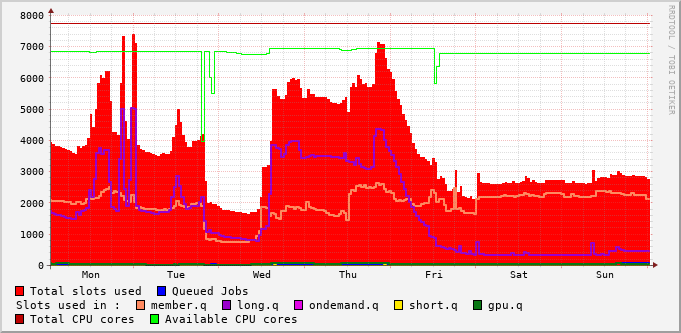 8000
7000
6000
5000
4000
3000
2000
1000
0
Mon Tue Wed Thu Fri Sat Sun
RRDTOOL / TOBI OETIKER
Total slots used Queued Jobs
Slots used in : member.q long.q ondemand.q short.q gpu.q
Total CPU cores Available CPU cores